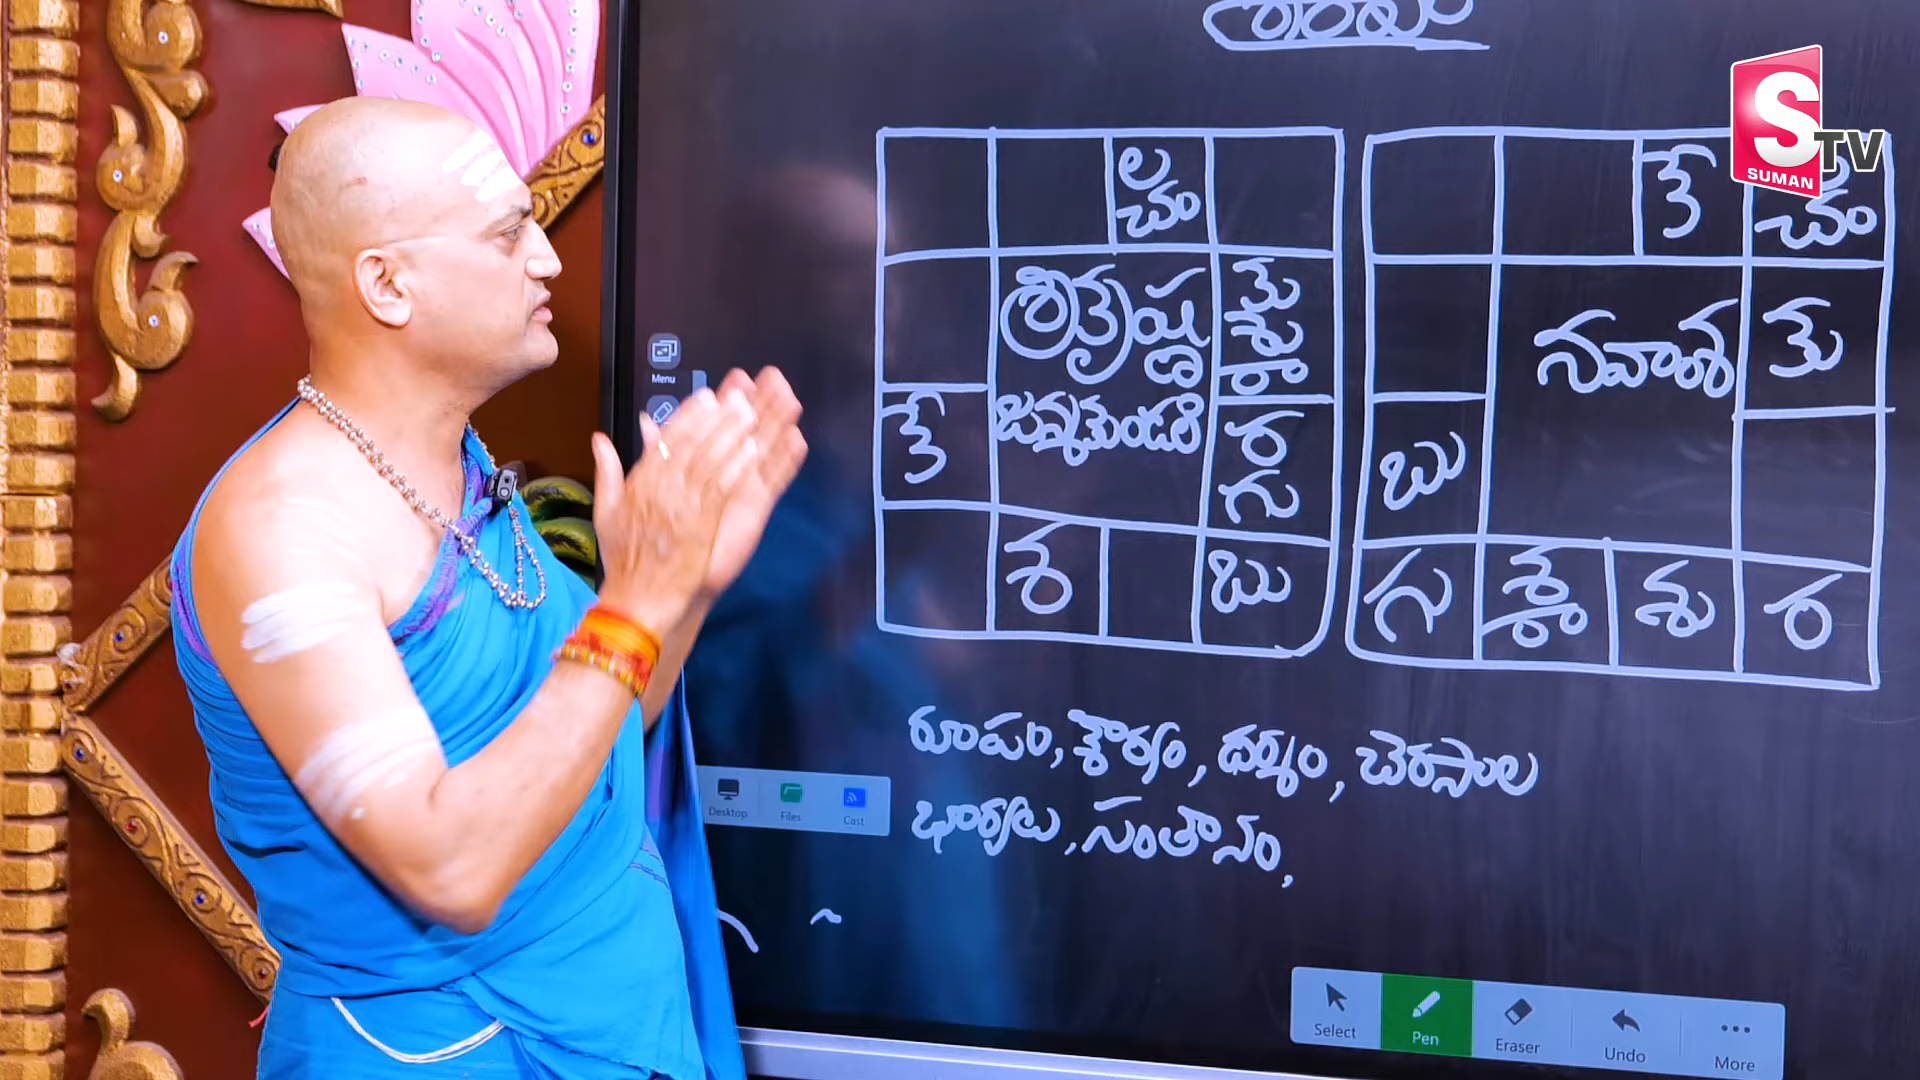 S
TV
SUMAN
ల
చం
కే
చం
కు
శు
రా
శ్రీకృష్ణ
జన్మకుండలి
కే
ర
గు
శ
బు
నవాంశ
కు
బు
గు
శ
రా
శు
ర
రూపం, శౌర్యం, ధర్మం, చెరసాల
భార్యలు, సంతానం,
Menu
Desktop
Files
Cast
Select
Pen
Eraser
Undo
More